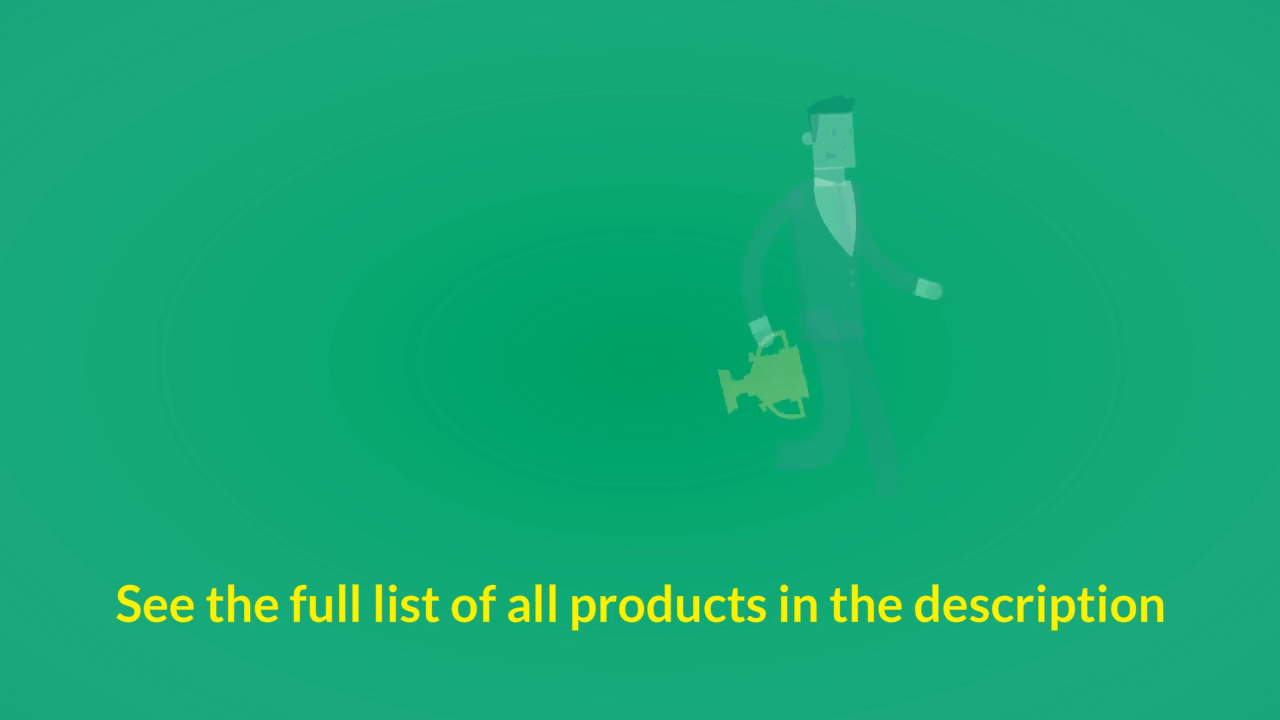 See the full list of all products in the description